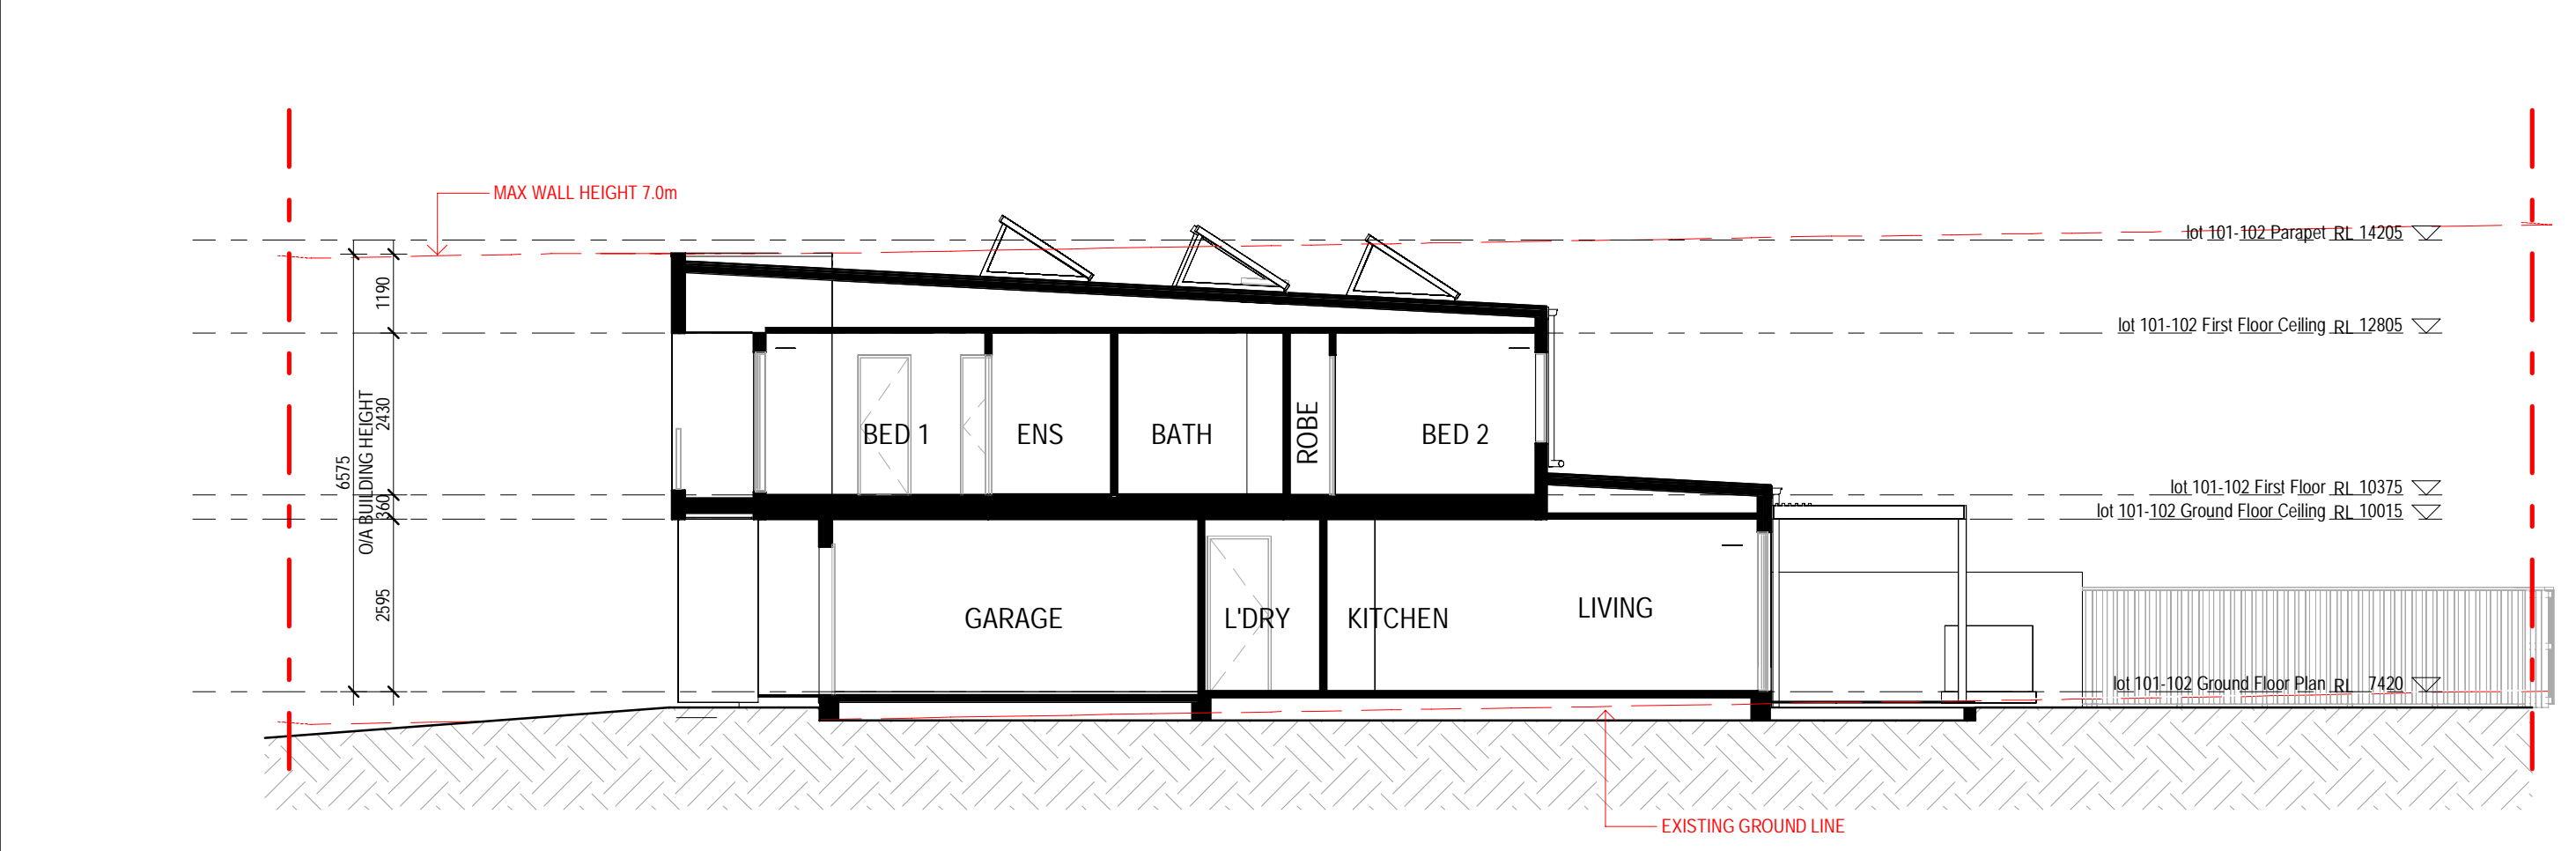 MAX WALL HEIGHT 7.0m
lot 101-102 Parapet RL 14205
1190
lot 101-102 First Floor Ceiling RL 12805
6575
O/A BUILDING HEIGHT
2430
BED 1
ENS
BATH
ROBE
BED 2
lot 101-102 First Floor RL 10375
360
lot 101-102 Ground Floor Ceiling RL 10015
2595
GARAGE
L'DRY
KITCHEN
LIVING
lot 101-102 Ground Floor Plan RL 7420
EXISTING GROUND LINE